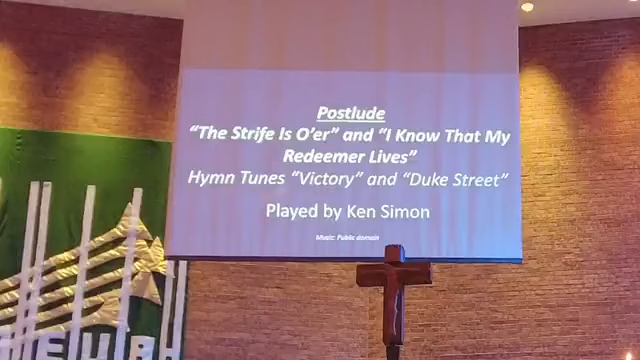 Postlude
"The Strife Is O'er" and "I Know That My
Redeemer Lives"
Hymn Tunes "Victory" and "Duke Street"
Played by Ken Simon
Music: Public domain